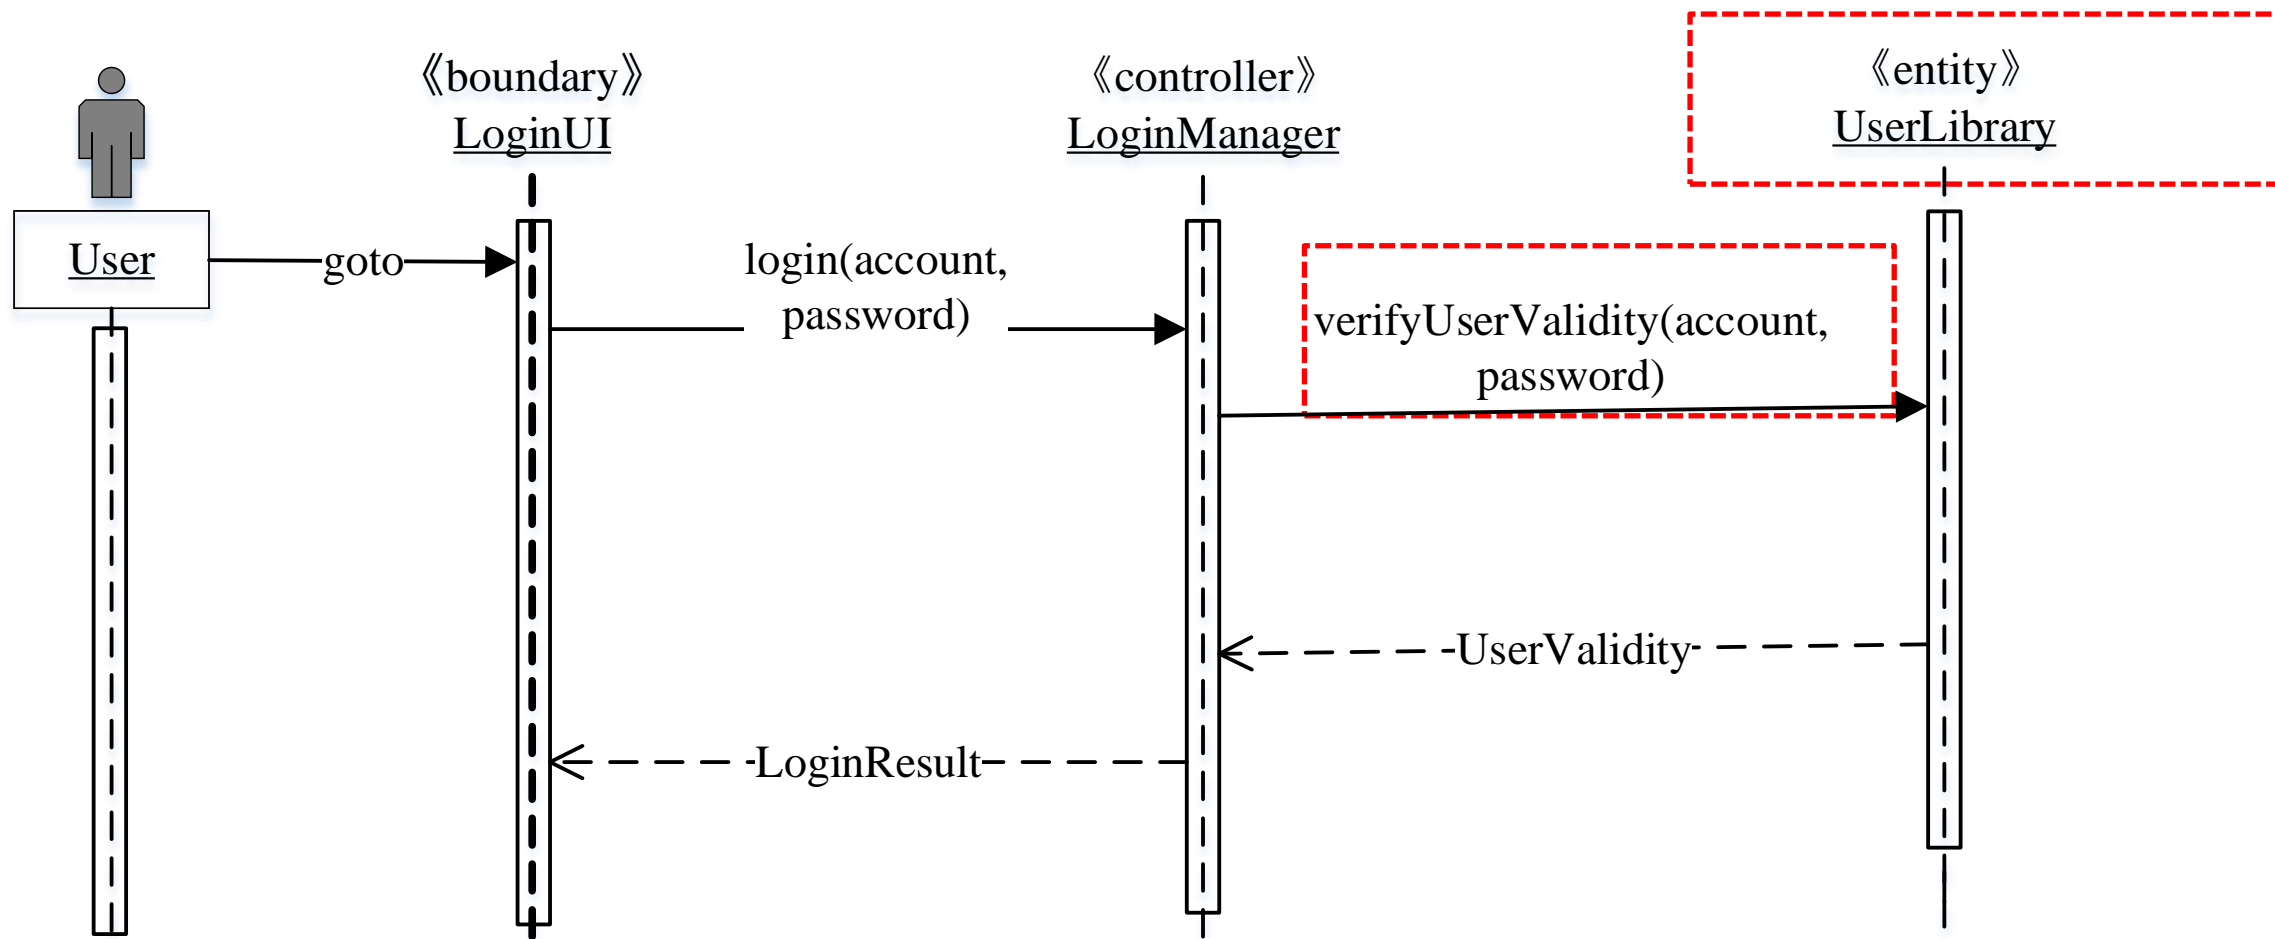 《boundary》
LoginUI
《controller》
LoginManager
《entity》
UserLibrary
User
goto
login(account,
password)
verifyUserValidity(account,
password)
UserValidity
LoginResult